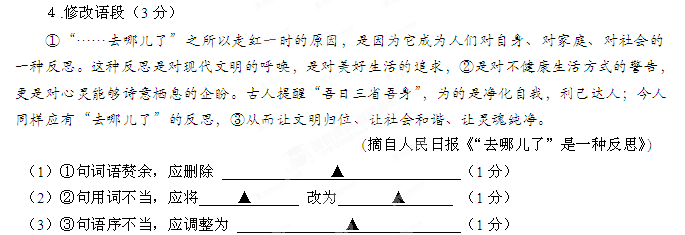 4.修改语段（3 分）
①“……去哪儿了”之所以走红一时的原因，是因为它成为人们对自身、对家庭、对社会的
一种反思。这种反思是对现代文明的呼唤，是对美好生活的追求，②是对不健康生活方式的警告，
更是对心灵能够诗意栖息的企盼。古人提醒“吾日三省吾身”，为的是净化自我，利己达人；今人
同样应有“去哪儿了”的反思，③从而让文明归位、让社会和谐、让灵魂纯净。
(摘自人民日报《“去哪儿了”是一种反思》)
（1）①句词语赘余，应删除 ▲ （1 分）
（2）②句用词不当，应将 ▲ 改为 ▲ （1 分）
（3）③句语序不当，应调整为 ▲ （1 分）